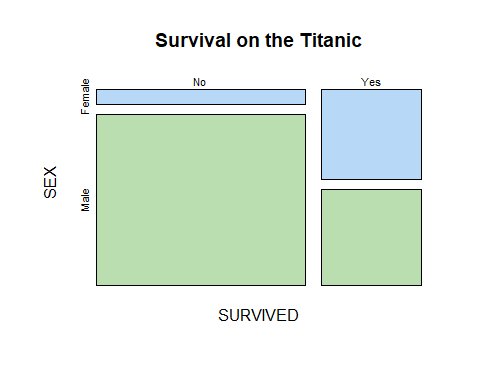 Survival on the Titanic
No
Yes
Female
Male
SEX
SURVIVED